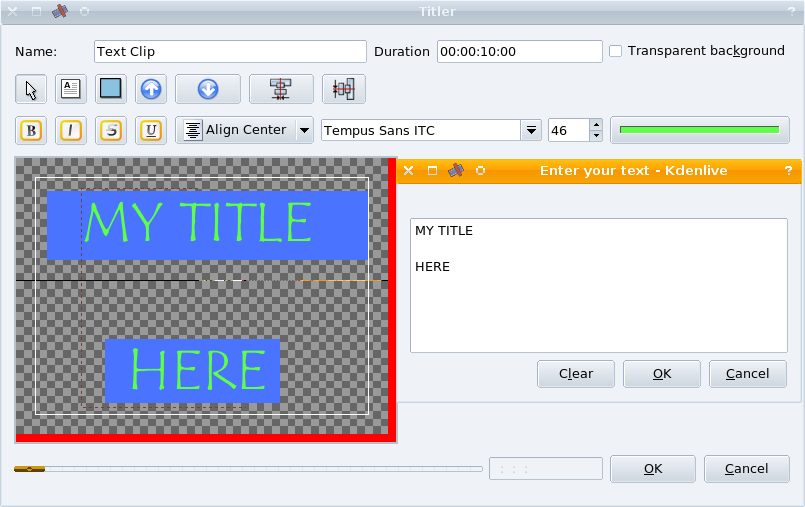 Titler
?
Name: Text Clip Duration 00:00:10:00 Transparent background
A
B I S U Align Center Tempus Sans ITC 46
MY TITLE
HERE
Enter your text - Kdenlive
?
MY TITLE
HERE
Clear OK Cancel
: : :
OK Cancel